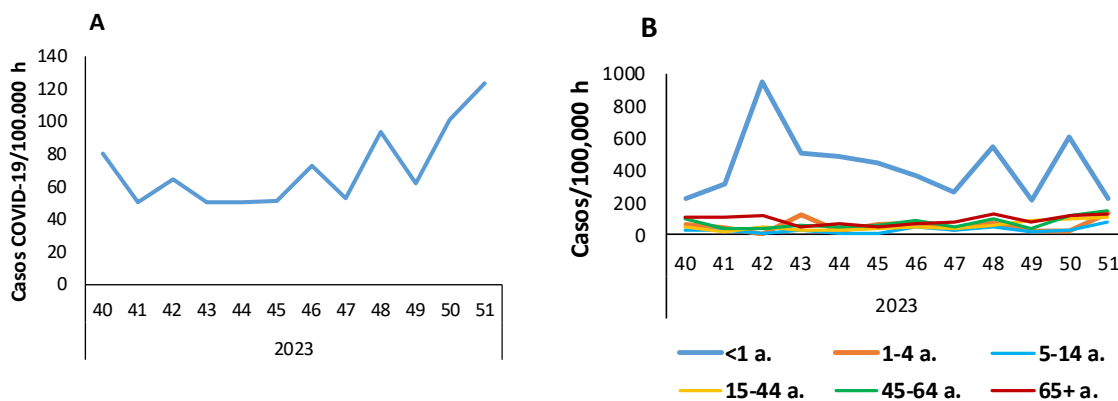 A
Casos COVID-19/100.000 h
140
120
100
80
60
40
20
0
40 41 42 43 44 45 46 47 48 49 50 51
2023
B
Casos/100,000 h
1000
800
600
400
200
0
40 41 42 43 44 45 46 47 48 49 50 51
2023
<1 a. 1-4 a. 5-14 a.
15-44 a. 45-64 a. 65+ a.